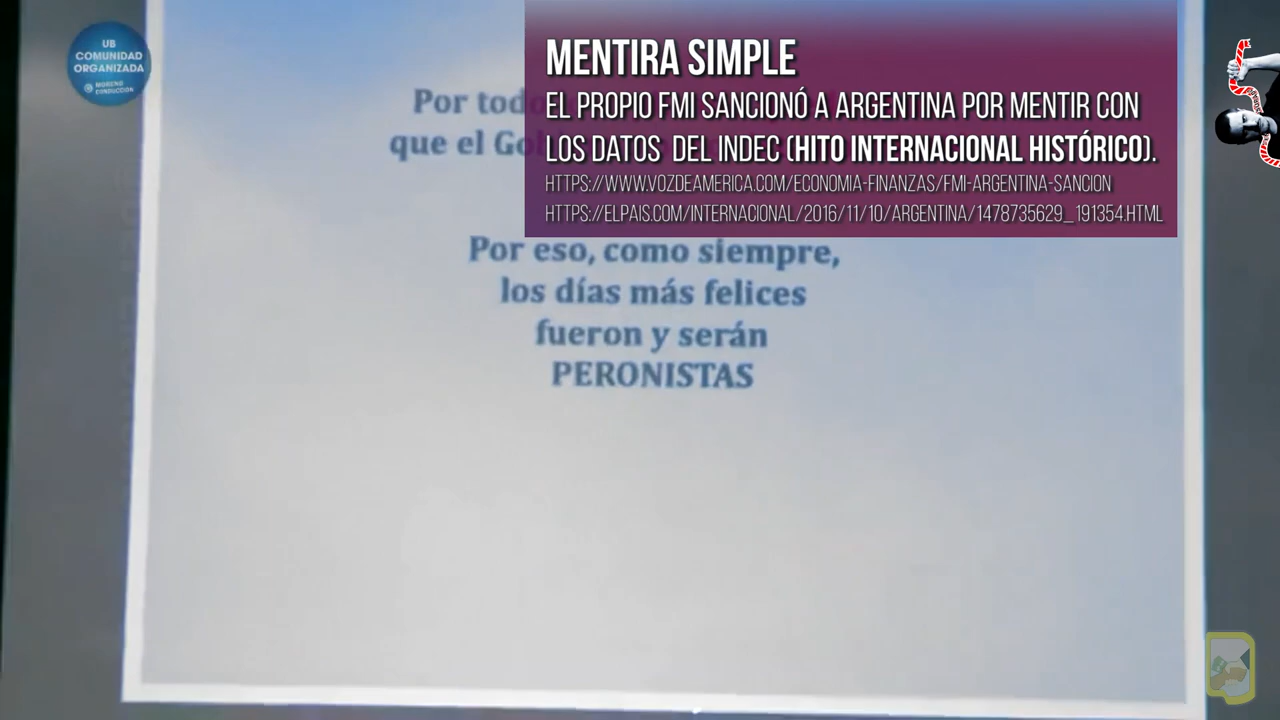 UB
COMUNIDAD
ORGANIZADA
MORENO
CONDUCCIÓN
MENTIRA SIMPLE
EL PROPIO FMI SANCIONÓ A ARGENTINA POR MENTIR CON
LOS DATOS DEL INDEC (HITO INTERNACIONAL HISTÓRICO).
HTTPS://WWW.VOZDEAMERICA.COM/ECONOMIA-FINANZAS/FMI-ARGENTINA-SANCION
HTTPS://ELPAIS.COM/INTERNACIONAL/2016/11/10/ARGENTINA/1478735629_191354.HTML
Por
que el
Por eso, como siempre,
los días más felices
fueron y serán
PERONISTAS